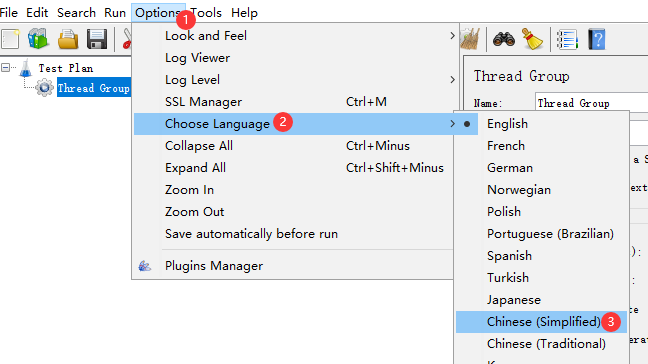 File Edit Search Run Options Tools Help
1
Look and Feel
Log Viewer
Log Level
SSL Manager Ctrl+M
Choose Language 2
Collapse All Ctrl+Minus
Expand All Ctrl+Shift+Minus
Zoom In
Zoom Out
Save automatically before run
Plugins Manager
Test Plan
Thread Group
Thread Group
Name: Thread Group
English
French
German
Norwegian
Polish
Portuguese (Brazilian)
Spanish
Turkish
Japanese
Chinese (Simplified) 3
Chinese (Traditional)